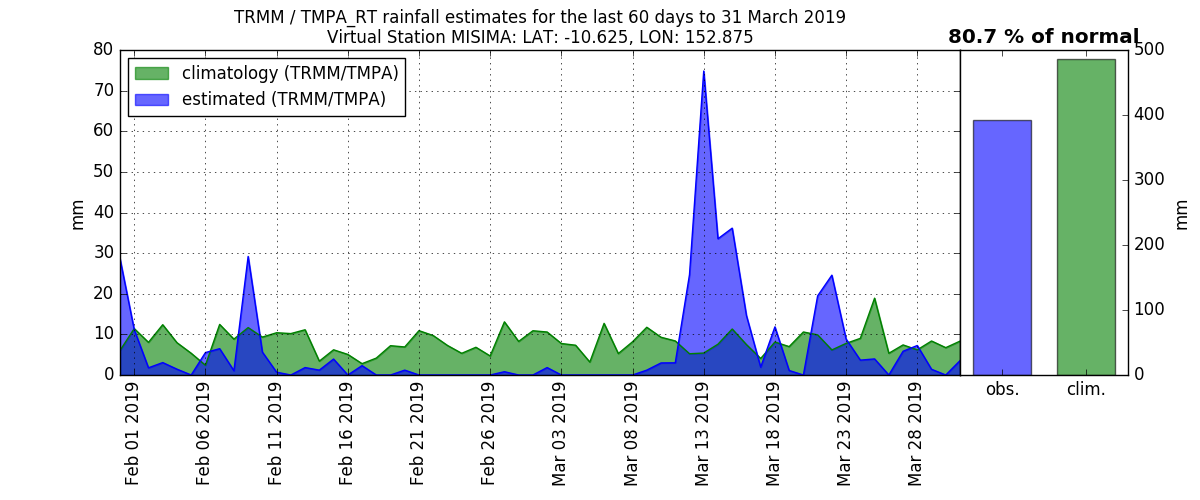 TRMM / TMPA_RT rainfall estimates for the last 60 days to 31 March 2019
Virtual Station MISIMA: LAT: -10.625, LON: 152.875
80.7 % of normal
climatology (TRMM/TMPA)
estimated (TRMM/TMPA)
mm
80
70
60
50
40
30
20
10
0
Feb 01 2019
Feb 06 2019
Feb 11 2019
Feb 16 2019
Feb 21 2019
Feb 26 2019
Mar 03 2019
Mar 08 2019
Mar 13 2019
Mar 18 2019
Mar 23 2019
Mar 28 2019
500
400
300
200
100
0
mm
obs.
clim.